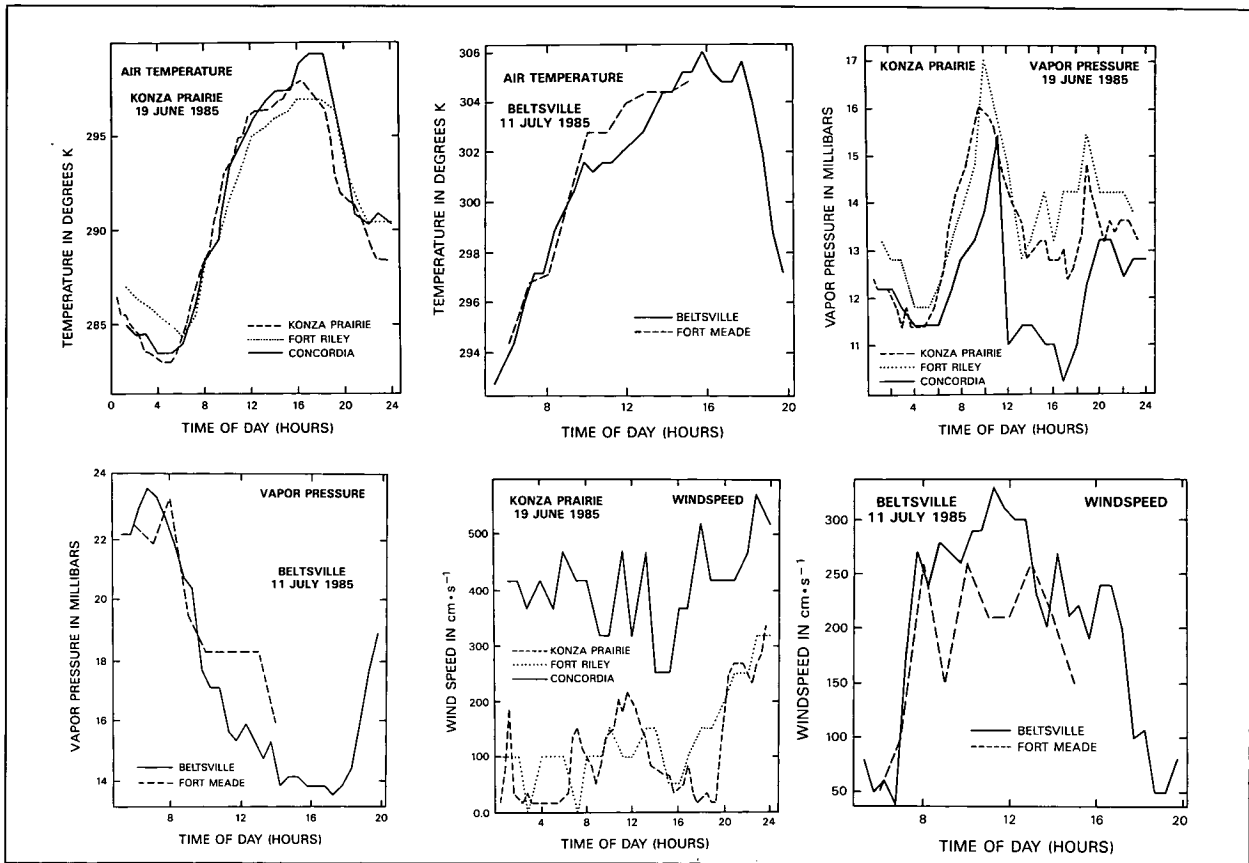 AIR TEMPERATURE
KONZA PRAIRIE
19 JUNE 1985
TEMPERATURE IN DEGREES K
295
290
285
KONZA PRAIRIE
FORT RILEY
CONCORDIA
0 4 8 12 16 20 24
TIME OF DAY (HOURS)
AIR TEMPERATURE
BELTSVILLE
11 JULY 1985
TEMPERATURE IN DEGREES K
306
304
302
300
298
296
294
BELTSVILLE
FORT MEADE
8 12 16 20
TIME OF DAY (HOURS)
KONZA PRAIRIE VAPOR PRESSURE
19 JUNE 1985
VAPOR PRESSURE IN MILLIBARS
17
16
15
14
13
12
11
KONZA PRAIRIE
FORT RILEY
CONCORDIA
0 4 8 12 16 20 24
TIME OF DAY (HOURS)
VAPOR PRESSURE
BELTSVILLE
11 JULY 1985
VAPOR PRESSURE IN MILLIBARS
24
22
20
18
16
14
BELTSVILLE
FORT MEADE
8 12 16 20
TIME OF DAY (HOURS)
KONZA PRAIRIE WINDSPEED
19 JUNE 1985
WIND SPEED IN cm•s⁻¹
500
400
300
200
100
0.0
KONZA PRAIRIE
FORT RILEY
CONCORDIA
4 8 12 16 20 24
TIME OF DAY (HOURS)
BELTSVILLE WINDSPEED
11 JULY 1985
WINDSPEED IN cm•s⁻¹
300
250
200
150
100
50
BELTSVILLE
FORT MEADE
8 12 16 20
TIME OF DAY (HOURS)